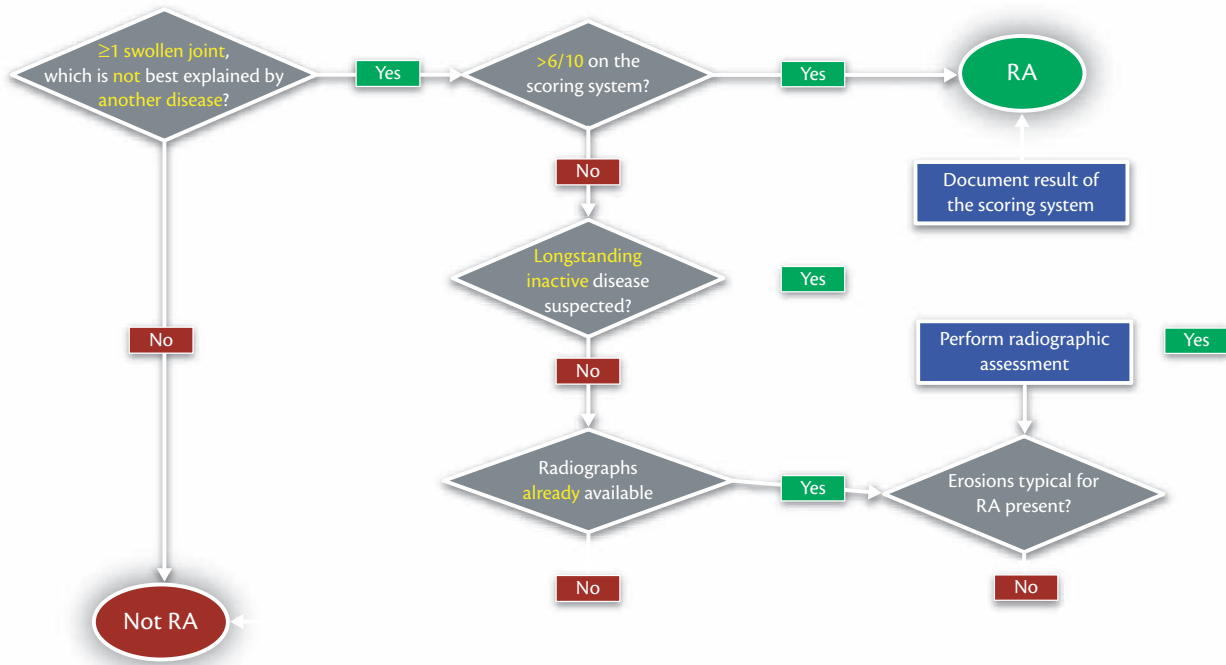 ≥1 swollen joint,
which is not best explained by
another disease?
Yes
>6/10 on the
scoring system?
Yes
RA
No
Document result of
the scoring system
Longstanding
inactive disease
suspected?
Yes
No
Perform radiographic
assessment
Yes
No
Radiographs
already available
Yes
Erosions typical for
RA present?
No
No
Not RA